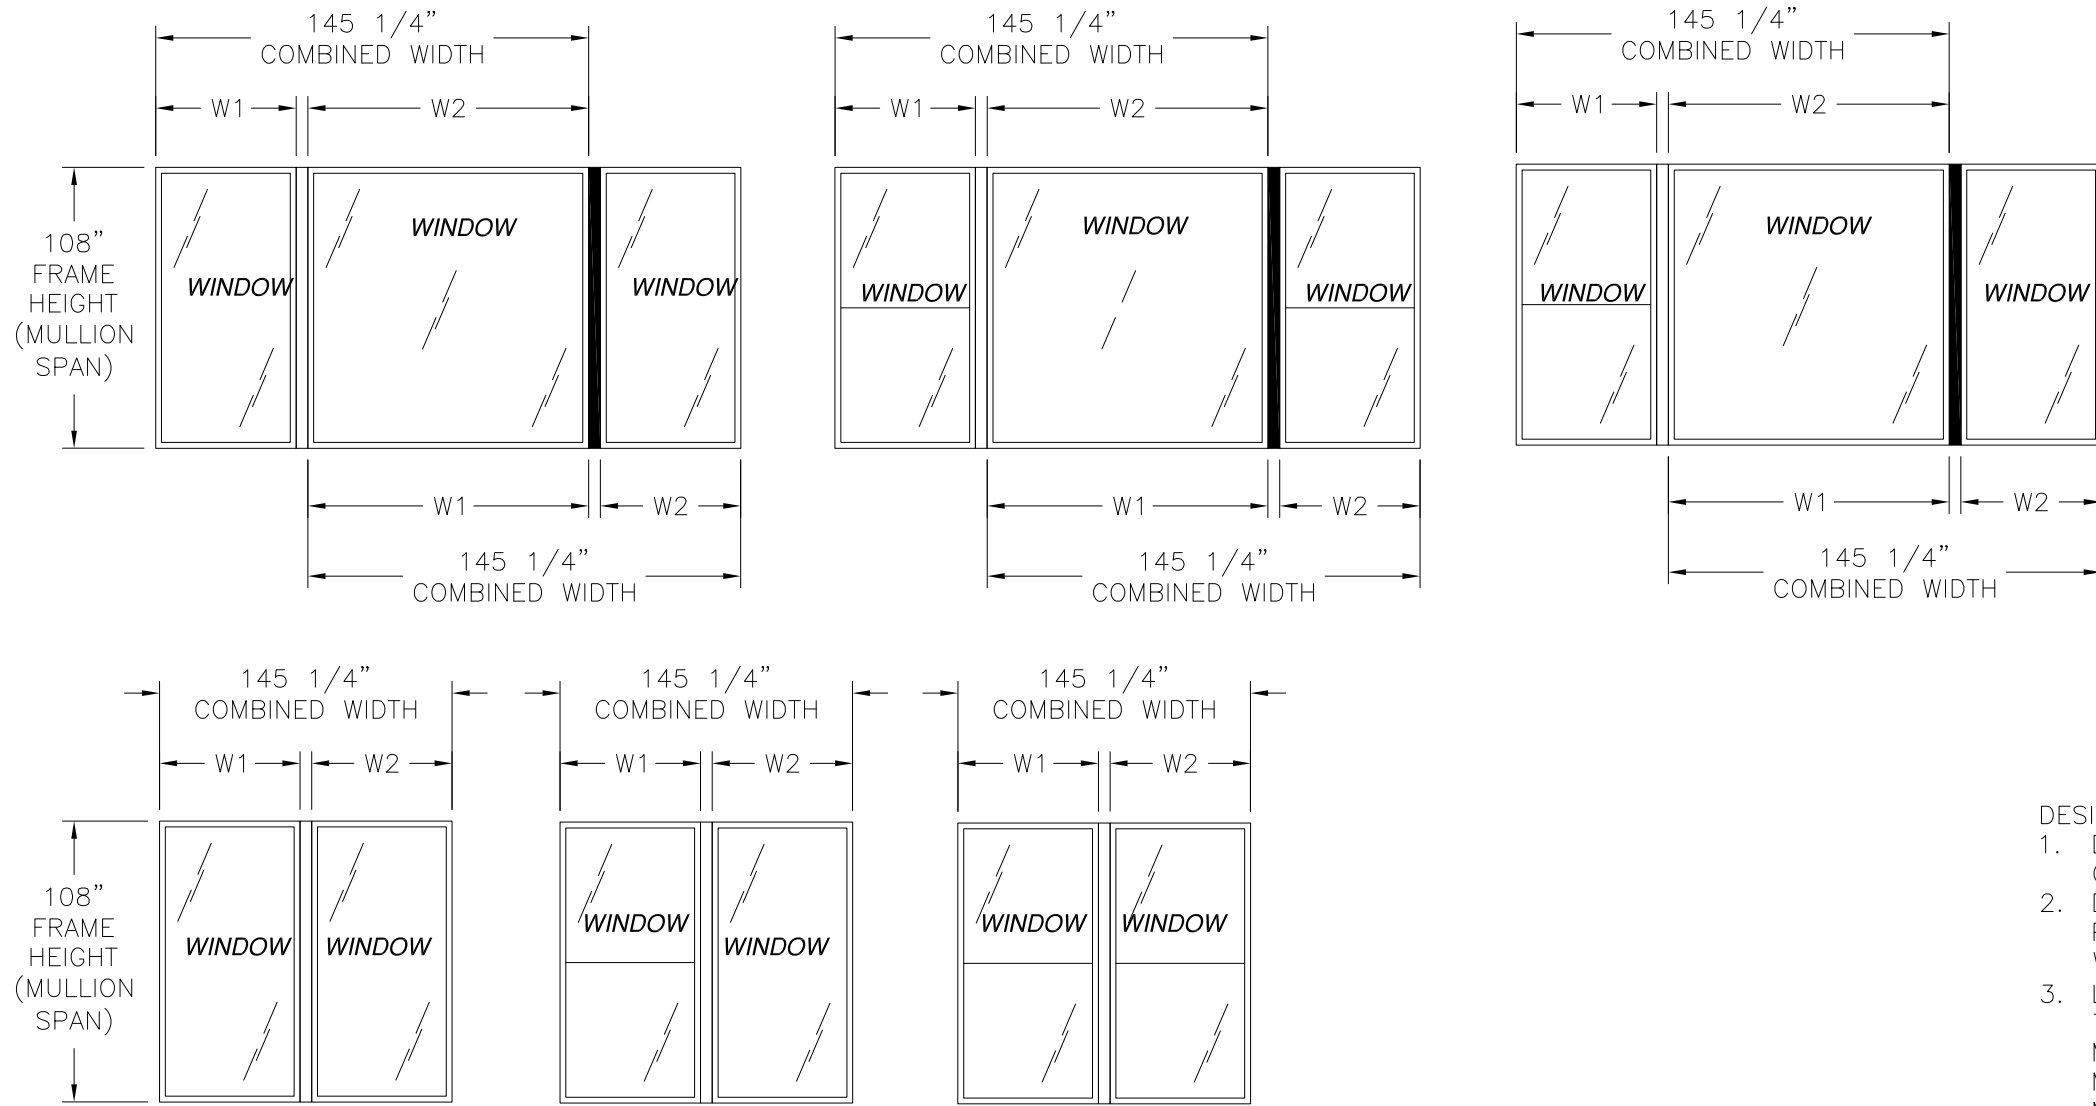 145 1/4”
COMBINED WIDTH
W1
W2
108”
FRAME
HEIGHT
(MULLION
SPAN)
WINDOW
WINDOW
WINDOW
W1
W2
145 1/4”
COMBINED WIDTH
145 1/4”
COMBINED WIDTH
W1
W2
WINDOW
WINDOW
WINDOW
W1
W2
145 1/4”
COMBINED WIDTH
145 1/4”
COMBINED WIDTH
W1
W2
WINDOW
WINDOW
WINDOW
W1
W2
145 1/4”
COMBINED WIDTH
145 1/4”
COMBINED WIDTH
W1
W2
108”
FRAME
HEIGHT
(MULLION
SPAN)
WINDOW
WINDOW
145 1/4”
COMBINED WIDTH
W1
W2
WINDOW
WINDOW
145 1/4”
COMBINED WIDTH
W1
W2
WINDOW
WINDOW
DESI
1.
2.
3.